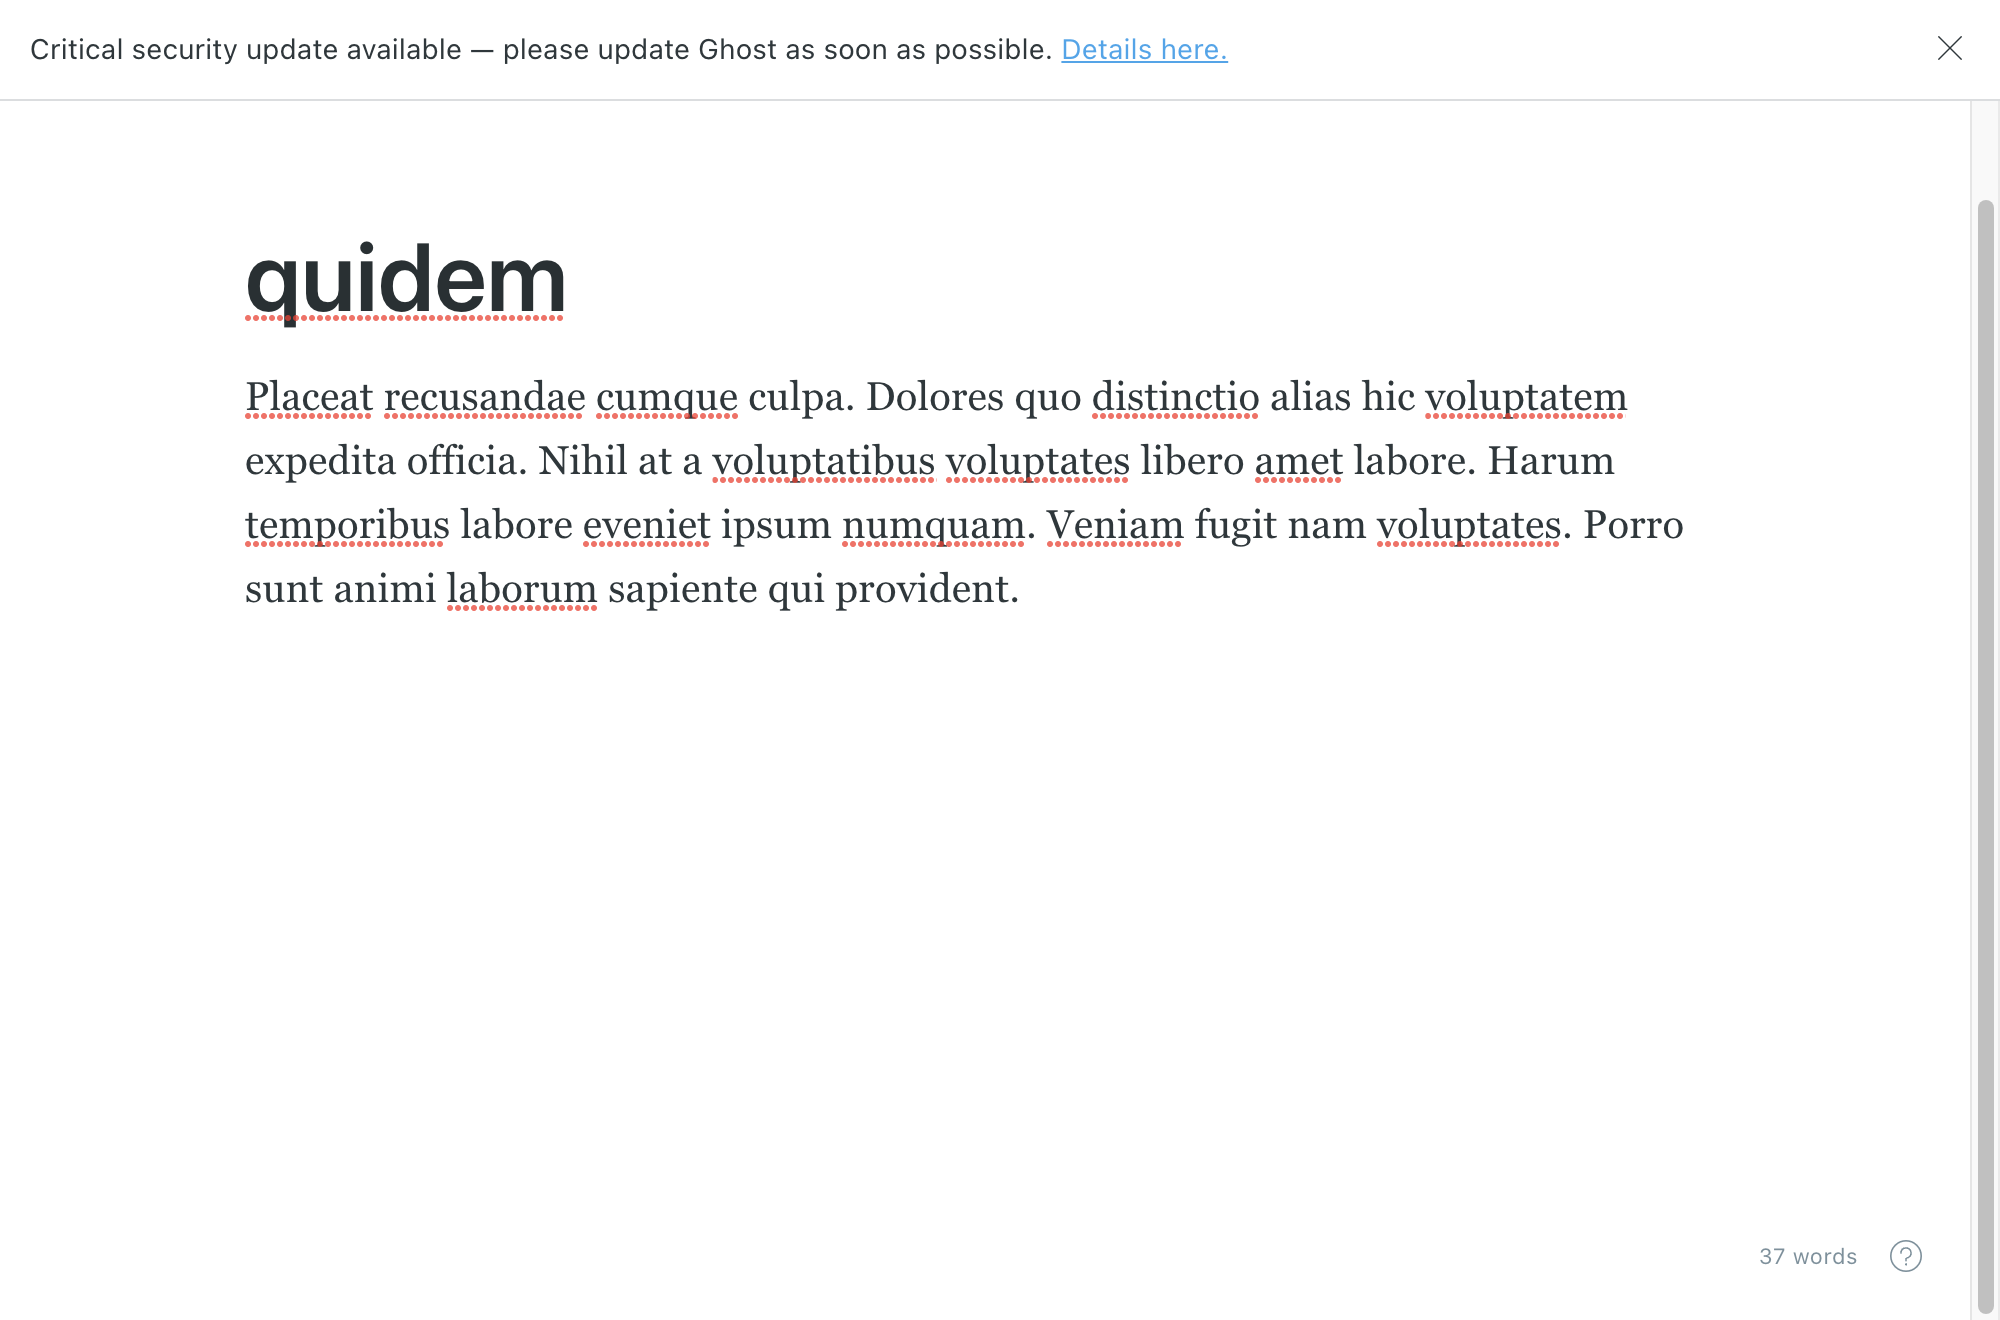 Critical security update available — please update Ghost as soon as possible. Details here.
quidem
Placeat recusandae cumque culpa. Dolores quo distinctio alias hic voluptatem
expedita officia. Nihil at a voluptatibus voluptates libero amet labore. Harum
temporibus labore eveniet ipsum numquam. Veniam fugit nam voluptates. Porro
sunt animi laborum sapiente qui provident.
37 words ?